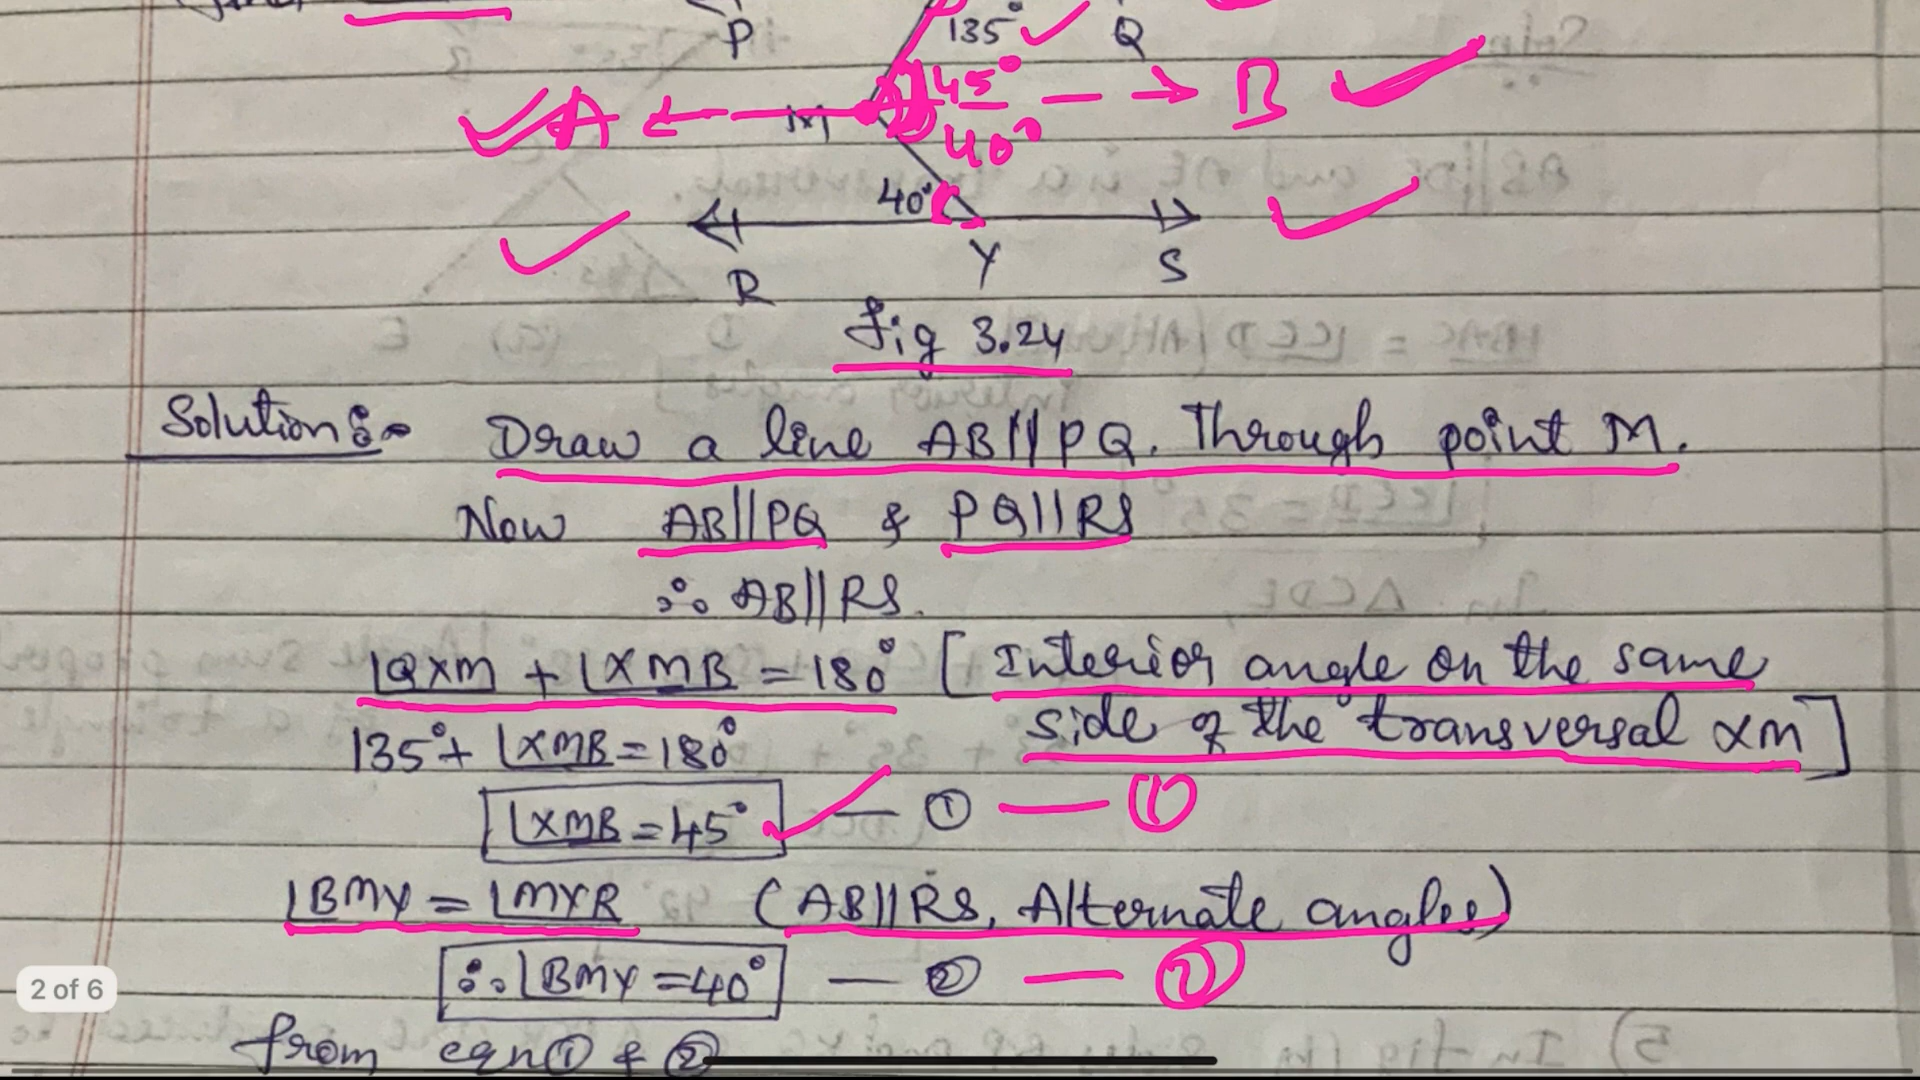 P 135° Q
A 45° B
M 40°
40°
R Y S
fig 3.24
Solution:- Draw a line AB||PQ. Through point M.
Now AB||PQ & PQ||RS
∴ AB||RS.
∠QXM + ∠XMB = 180° [Interior angle on the same
side of the transversal XM]
135° + ∠XMB = 180°
∠XMB = 45° — ① — ①
∠BMY = ∠MYR (AB||RS, Alternate angles)
∴ ∠BMY = 40° — ② — ②
from eqn ① & ②
2 of 6